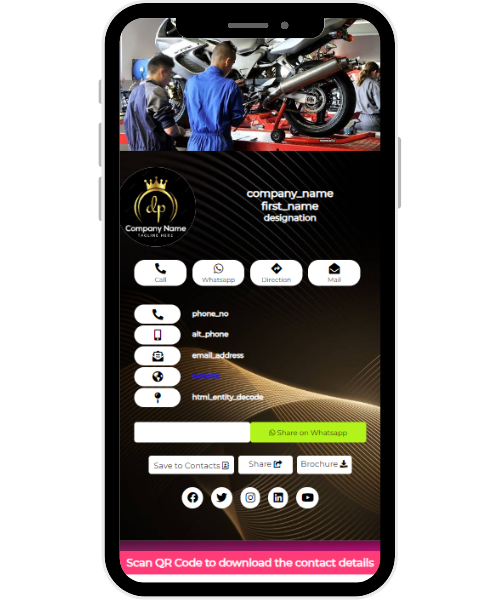 company_name
first_name
designation
dp
Company Name
TAGLINE HERE
Call
Whatsapp
Direction
Mail
phone_no
alt_phone
email_address
html_entity_decode
Share on Whatsapp
Save to Contacts
Share
Brochure
Scan QR Code to download the contact details